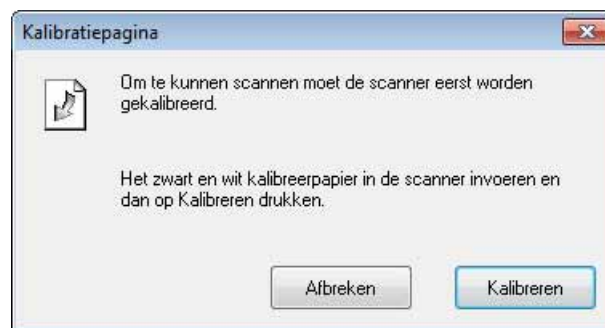 Kalibratiepagina
Om te kunnen scannen moet de scanner eerst worden
gekalibreerd.
Het zwart en wit kalibreerpapier in de scanner invoeren en
dan op Kalibreren drukken.
Afbreken
Kalibreren